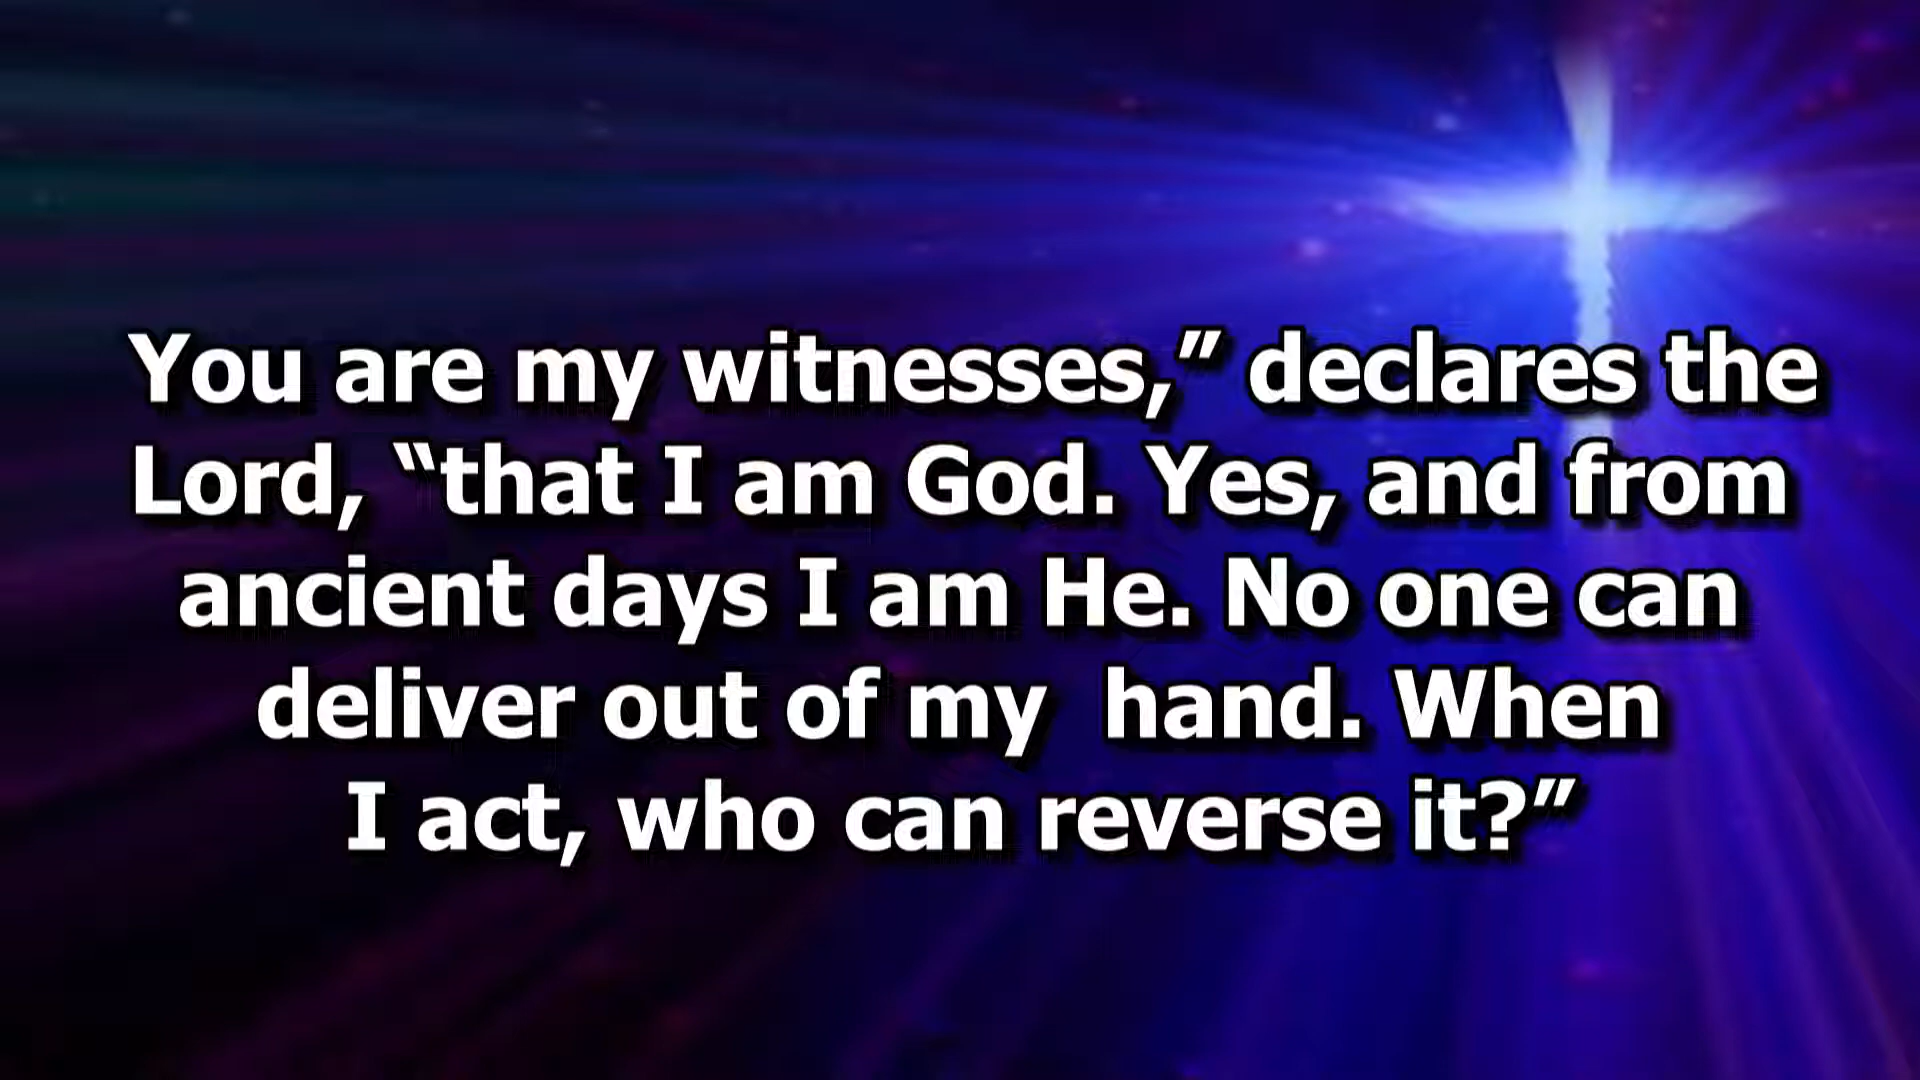 You are my witnesses,” declares the
Lord, “that I am God. Yes, and from
ancient days I am He. No one can
deliver out of my  hand. When
I act, who can reverse it?”